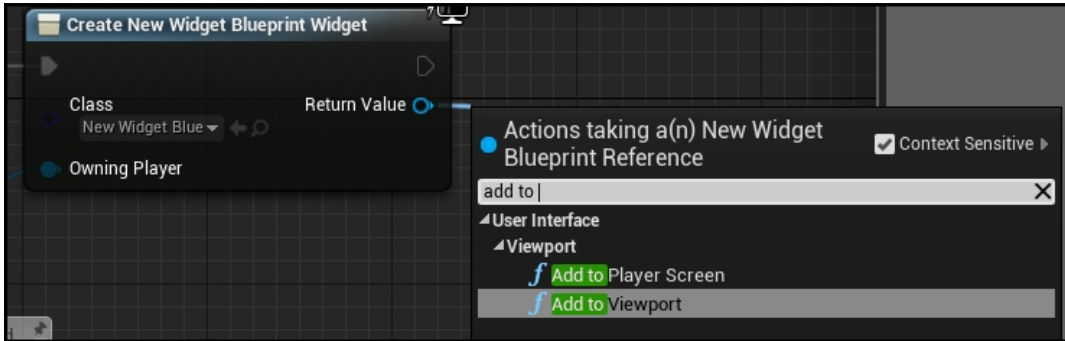 Create New Widget Blueprint Widget
Class
Return Value
New Widget Blue
Owning Player
Actions taking a(n) New Widget
Blueprint Reference
Context Sensitive
add to
User Interface
Viewport
f Add to Player Screen
f Add to Viewport